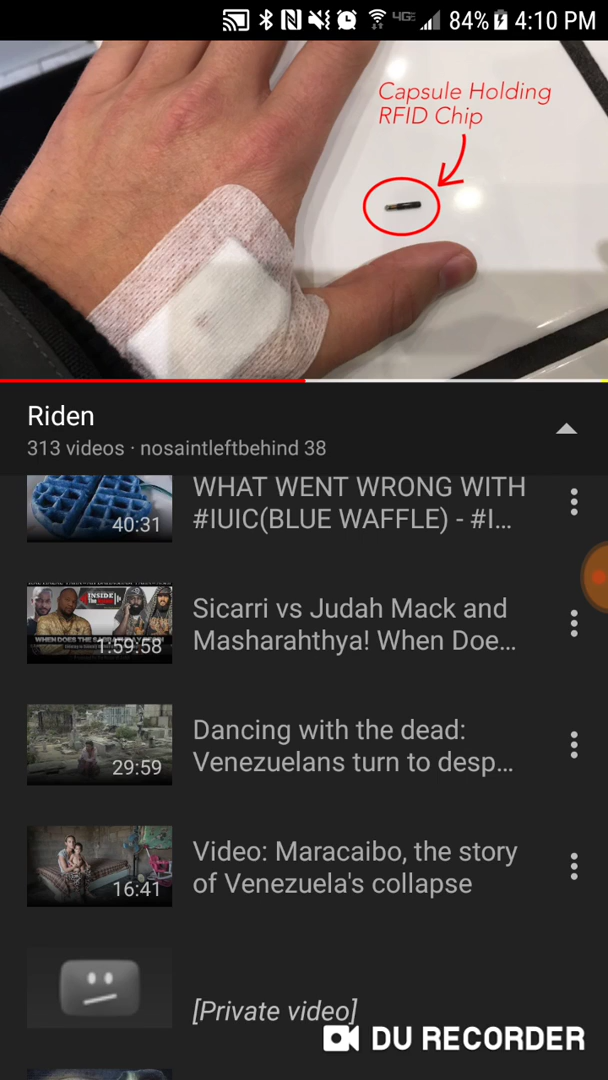 4GE 84% 4:10 PM
Capsule Holding
RFID Chip
Riden
313 videos · nosaintleftbehind 38
WHAT WENT WRONG WITH
#IUIC(BLUE WAFFLE) - #I...
40:31
INSIDE
1:59:58
Sicarri vs Judah Mack and
Masharahthya! When Doe...
Dancing with the dead:
Venezuelans turn to desp...
29:59
Video: Maracaibo, the story
of Venezuela's collapse
16:41
[Private video]
DU RECORDER